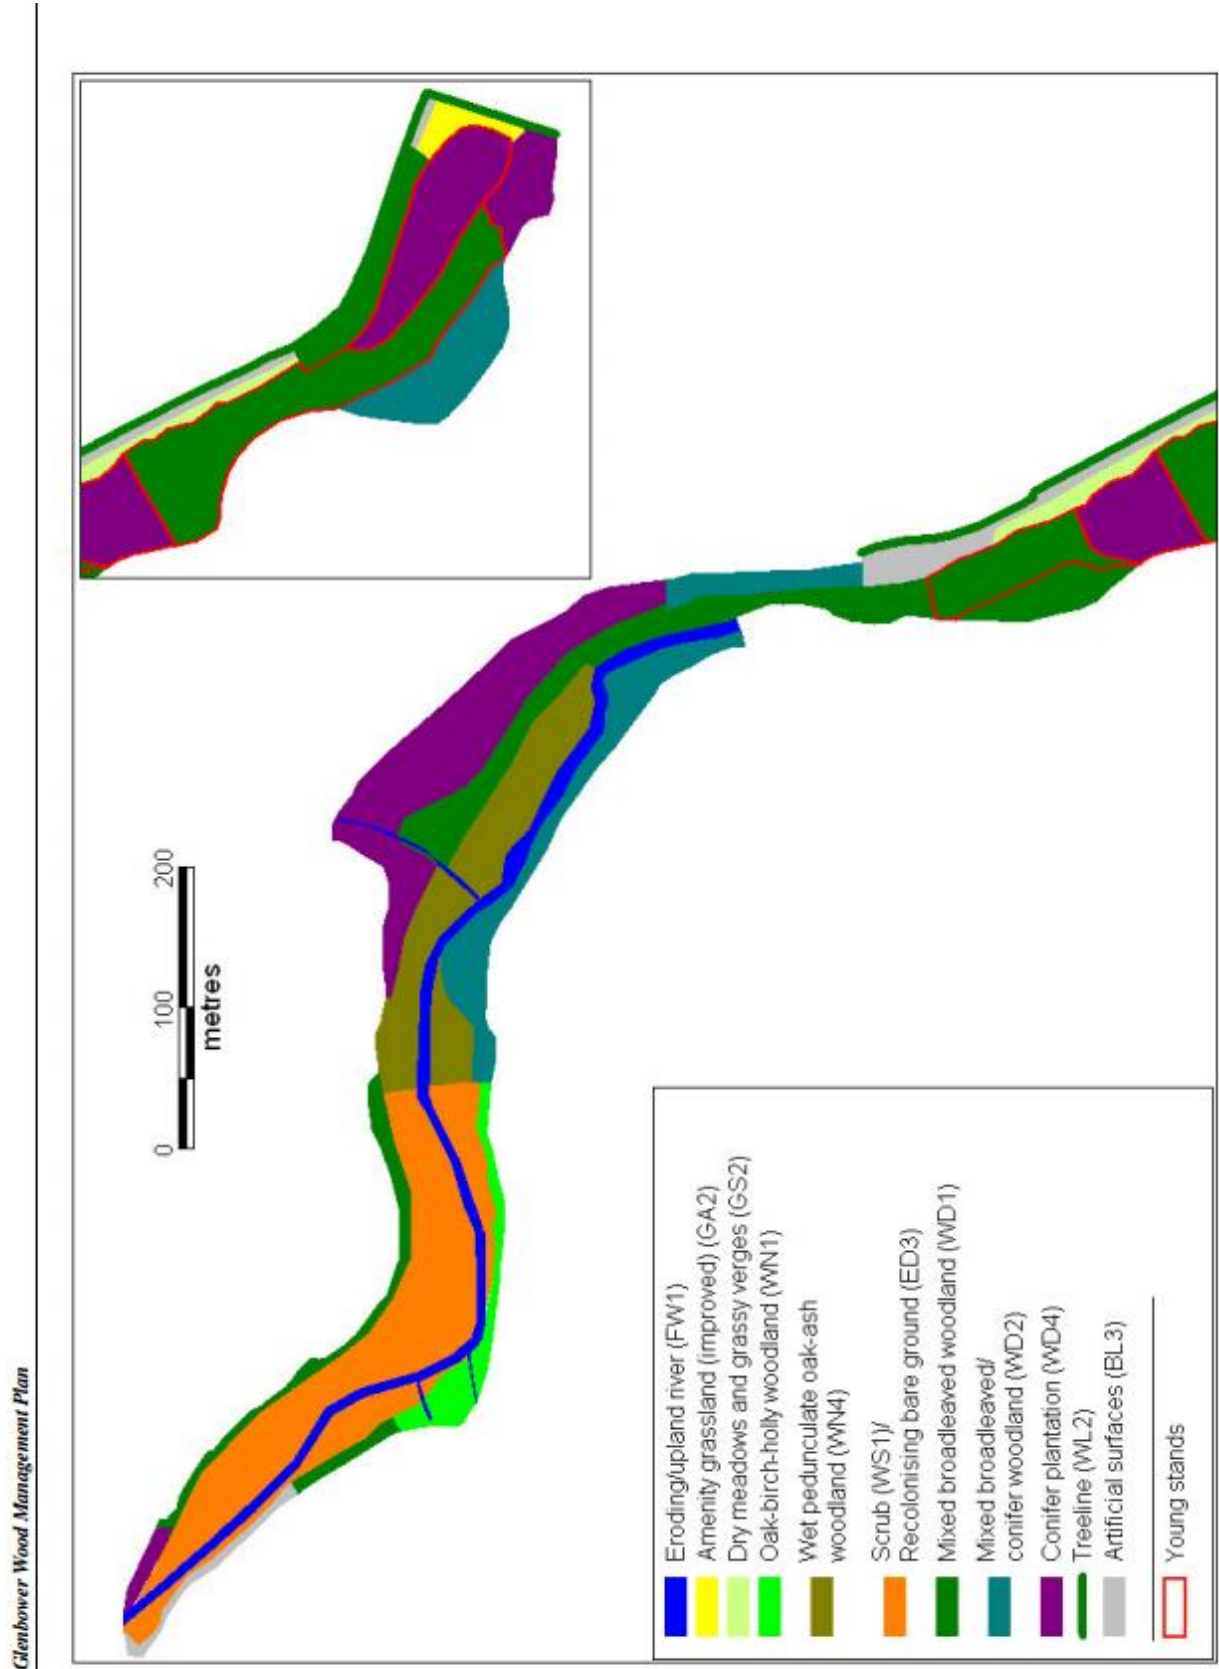 Glenbower Wood Management Plan
0 100 200
metres
Eroding/upland river (FW1)
Amenity grassland (improved) (GA2)
Dry meadows and grassy verges (GS2)
Oak-birch-holly woodland (WN1)
Wet pedunculate oak-ash
woodland (WN4)
Scrub (WS1)/
Recolonising bare ground (ED3)
Mixed broadleaved woodland (WD1)
Mixed broadleaved/
conifer woodland (WD2)
Conifer plantation (WD4)
Treeline (WL2)
Artificial surfaces (BL3)
Young stands